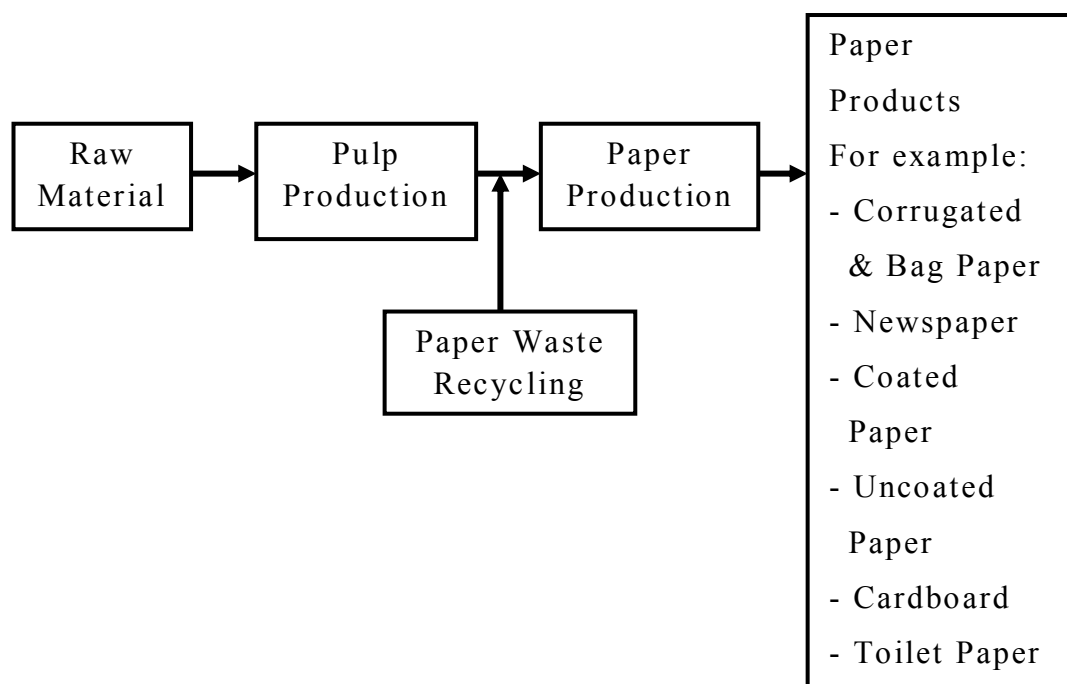 Raw
Material
Pulp
Production
Paper
Production
Paper Waste
Recycling
Paper
Products
For example:
- Corrugated
& Bag Paper
- Newspaper
- Coated
Paper
- Uncoated
Paper
- Cardboard
- Toilet Paper